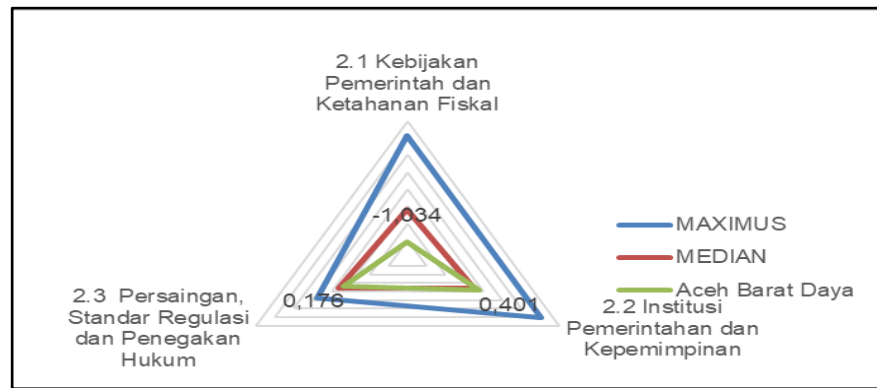 2.1 Kebijakan
Pemerintah dan
Ketahanan Fiskal
-1,034
MAXIMUS
MEDIAN
Aceh Barat Daya
2.3 Persaingan,
Standar Regulasi
dan Penegakan
Hukum
0,176
0,401
2.2 Institusi
Pemerintahan dan
Kepemimpinan